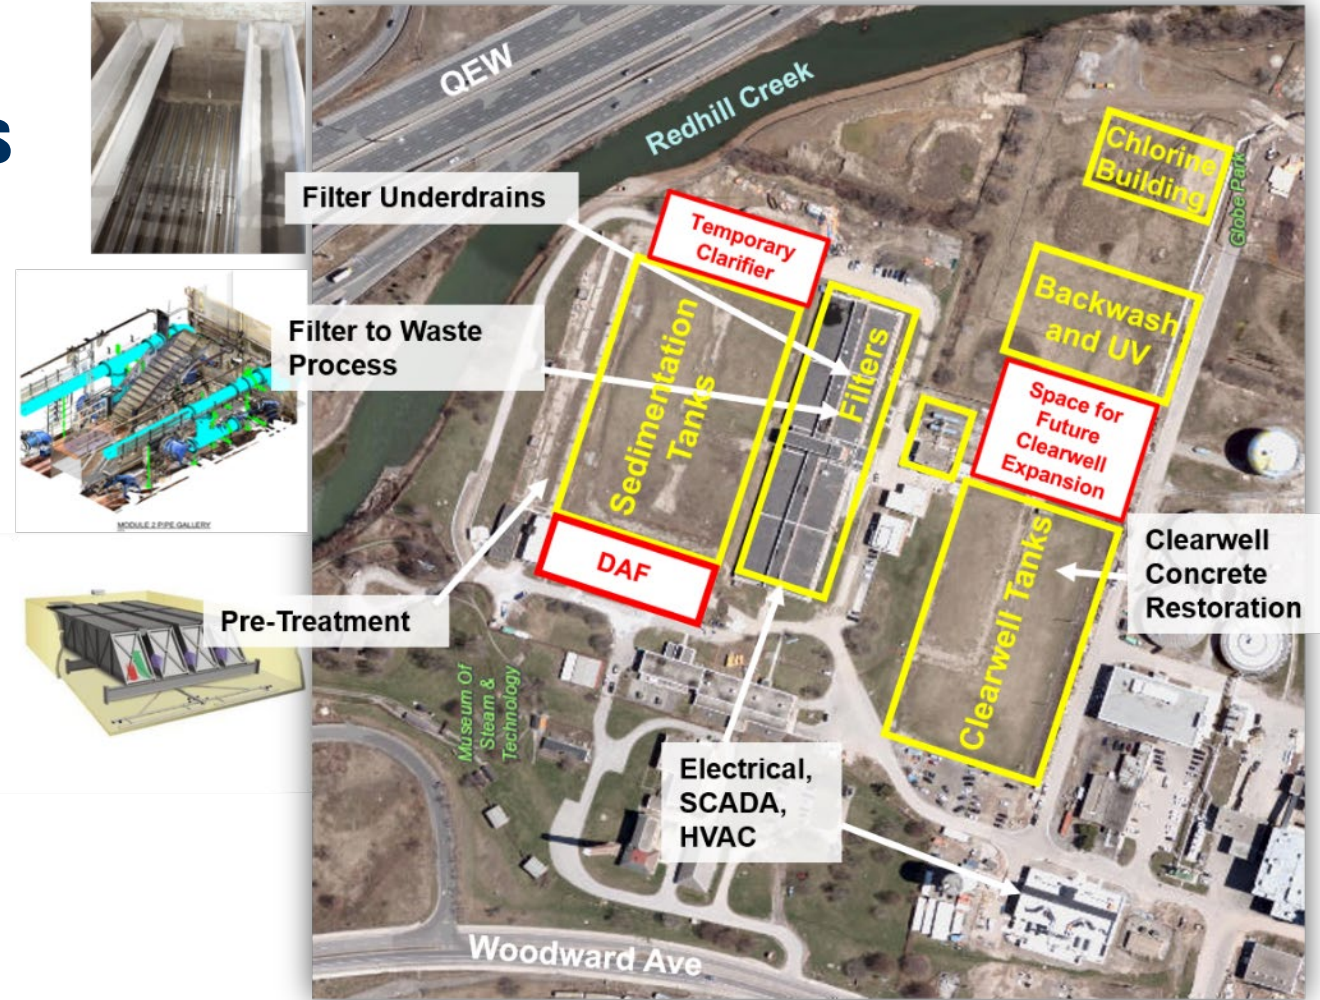 s
QEW
Redhill Creek
Chlorine
Building
Globe Park
Filter Underdrains
Temporary
Clarifier
Backwash
and UV
Filter to Waste
Process
Sedimentation
Tanks
Filters
Space for
Future
Clearwell
Expansion
MODULE 2 PIPE GALLERY
DAF
Clearwell Tanks
Clearwell
Concrete
Restoration
Pre-Treatment
Museum Of
Steam &
Technology
Electrical,
SCADA,
HVAC
Woodward Ave